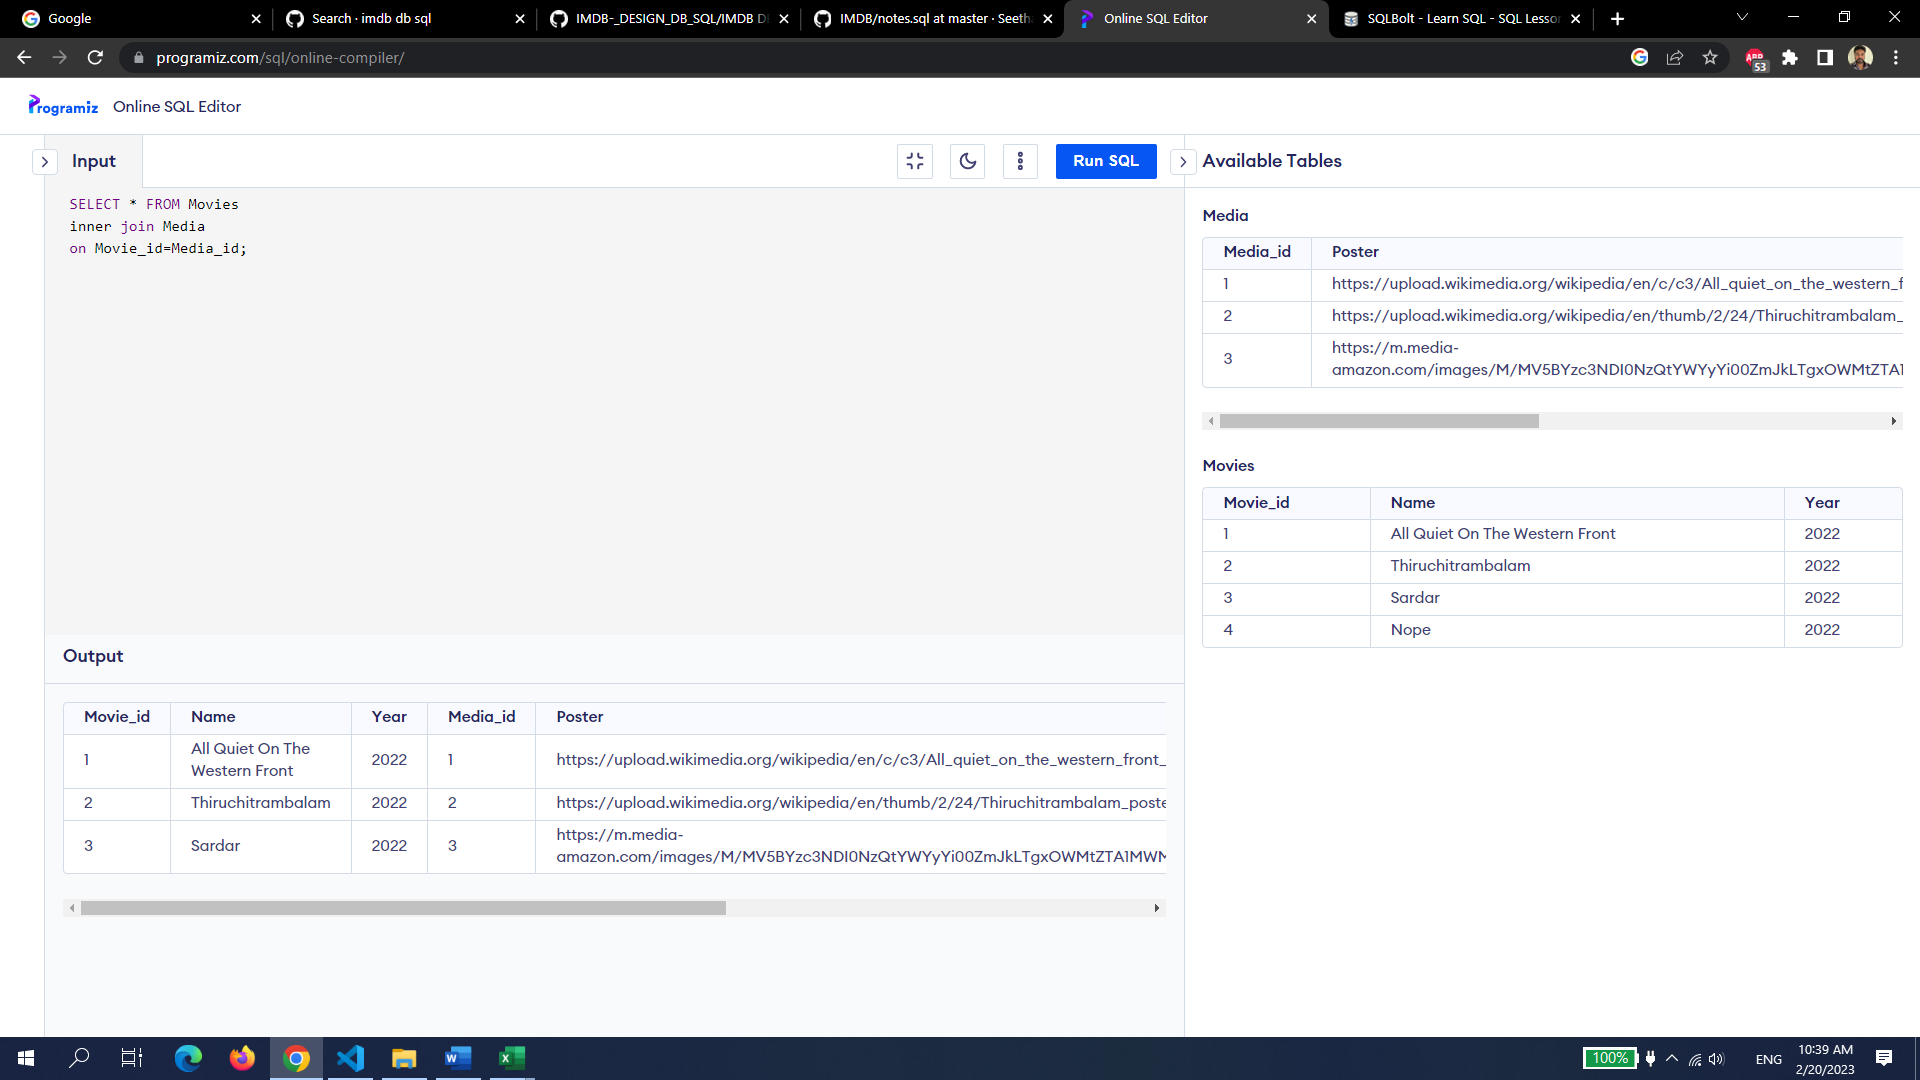 Google
Search · imdb db sql
IMDB-_DESIGN_DB_SQL/IMDB D
IMDB/notes.sql at master · Seeth
Online SQL Editor
SQLBolt - Learn SQL - SQL Lesson
programiz.com/sql/online-compiler/
ABP
53
Programiz Online SQL Editor
Input
Run SQL
Available Tables
SELECT * FROM Movies
inner join Media
on Movie_id=Media_id;
Media
Media_id Poster
1 https://upload.wikimedia.org/wikipedia/en/c/c3/All_quiet_on_the_western_f
2 https://upload.wikimedia.org/wikipedia/en/thumb/2/24/Thiruchitrambalam_
3 https://m.media-
amazon.com/images/M/MV5BYzc3NDI0NzQtYWYyYi00ZmJkLTgxOWMtZTA1
Movies
Movie_id Name Year
1 All Quiet On The Western Front 2022
2 Thiruchitrambalam 2022
3 Sardar 2022
4 Nope 2022
Output
Movie_id Name Year Media_id Poster
1 All Quiet On The Western Front 2022 1 https://upload.wikimedia.org/wikipedia/en/c/c3/All_quiet_on_the_western_front_
2 Thiruchitrambalam 2022 2 https://upload.wikimedia.org/wikipedia/en/thumb/2/24/Thiruchitrambalam_poste
3 Sardar 2022 3 https://m.media-
amazon.com/images/M/MV5BYzc3NDI0NzQtYWYyYi00ZmJkLTgxOWMtZTA1MWM
100%
ENG
10:39 AM
2/20/2023